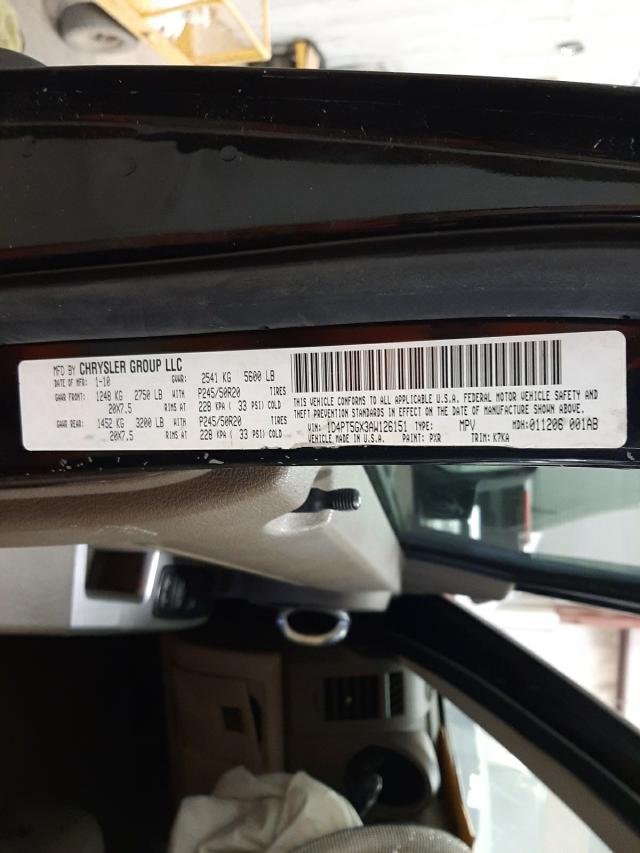 MFD BY CHRYSLER GROUP LLC
DATE OF MFR: 1-10 GVWR: 2541 KG 5600 LB
GAWR FRONT: 1248 KG 2750 LB WITH P245/50R20 TIRES
20X7.5 RIMS AT 228 KPA ( 33 PSI) COLD
GAWR REAR: 1452 KG 3200 LB WITH P245/50R20 TIRES
20X7.5 RIMS AT 228 KPA ( 33 PSI) COLD
THIS VEHICLE CONFORMS TO ALL APPLICABLE U.S.A. FEDERAL MOTOR VEHICLE SAFETY AND
THEFT PREVENTION STANDARDS IN EFFECT ON THE DATE OF MANUFACTURE SHOWN ABOVE.
VIN: 1D4PT5GX3AW126151 TYPE: MPV MDH: 011206 001AB
VEHICLE MADE IN U.S.A. PAINT: PXR TRIM: K7KA